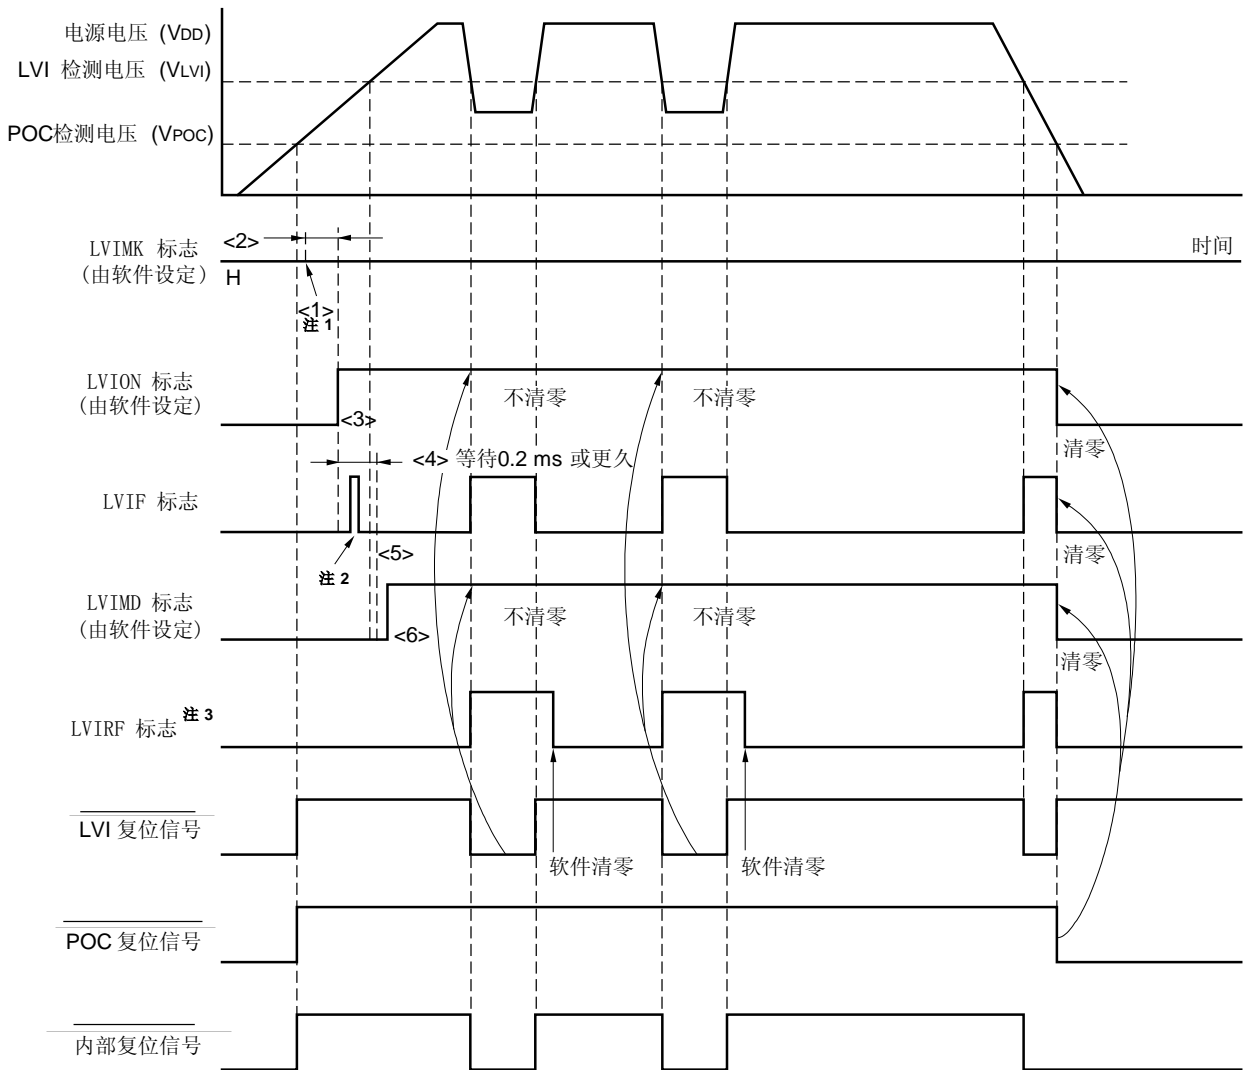 电源电压 (VDD)
LVI 检测电压 (VLVI)
POC检测电压 (VPOC)
<2>
LVIMK 标志
(由软件设定)
H
时间
<1>
注 1
LVION 标志
(由软件设定)
不清零
不清零
<3>
清零
<4> 等待0.2 ms 或更久
LVIF 标志
<5>
清零
注 2
LVIMD 标志
(由软件设定)
不清零
不清零
<6>
清零
LVIRF 标志 注 3
LVI 复位信号
软件清零
软件清零
POC 复位信号
内部复位信号